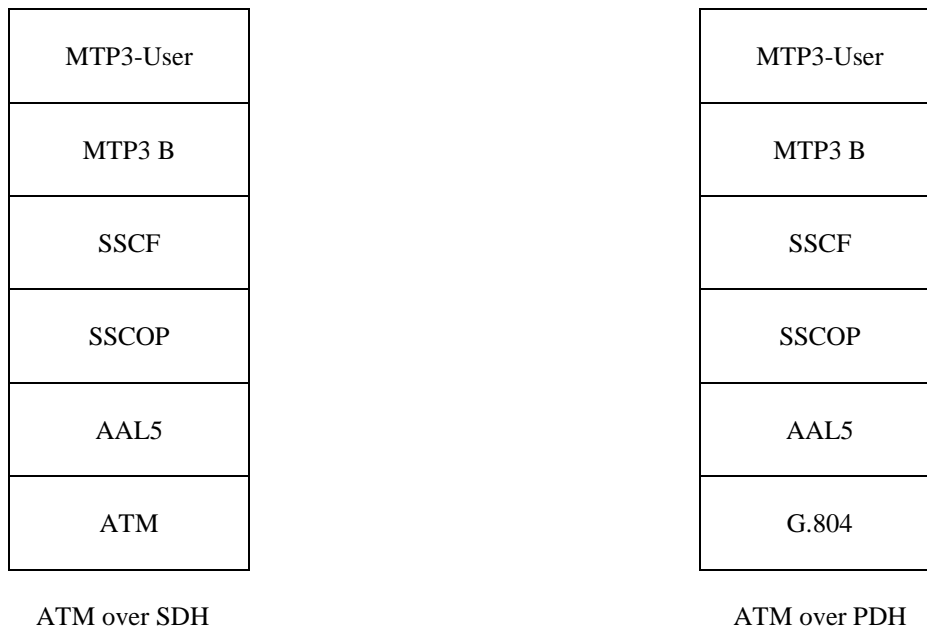 MTP3-User
MTP3 B
SSCF
SSCOP
AAL5
ATM
ATM over SDH
MTP3-User
MTP3 B
SSCF
SSCOP
AAL5
G.804
ATM over PDH